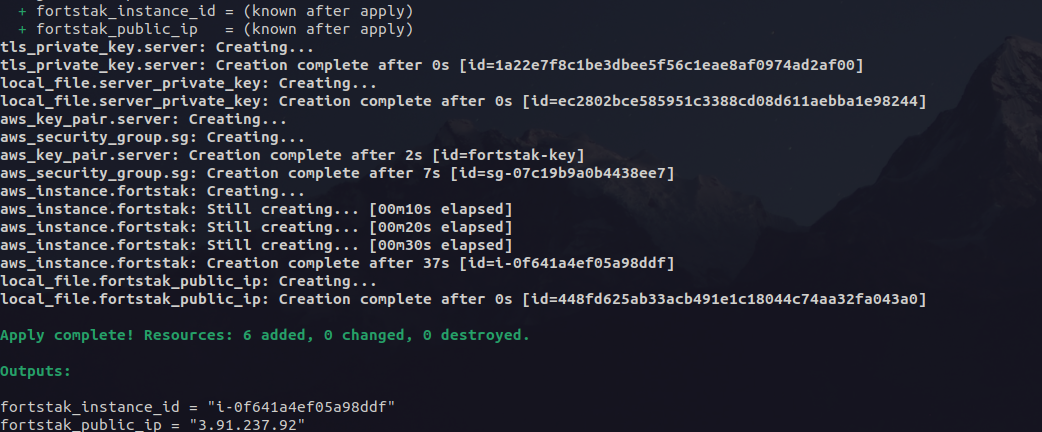 + fortstak_instance_id = (known after apply)
+ fortstak_public_ip   = (known after apply)
tls_private_key.server: Creating...
tls_private_key.server: Creation complete after 0s [id=1a22e7f8c1be3dbee5f56c1eae8af0974ad2af00]
local_file.server_private_key: Creating...
local_file.server_private_key: Creation complete after 0s [id=ec2802bce585951c3388cd08d611aebba1e98244]
aws_key_pair.server: Creating...
aws_security_group.sg: Creating...
aws_key_pair.server: Creation complete after 2s [id=fortstak-key]
aws_security_group.sg: Creation complete after 7s [id=sg-07c19b9a0b4438ee7]
aws_instance.fortstak: Creating...
aws_instance.fortstak: Still creating... [00m10s elapsed]
aws_instance.fortstak: Still creating... [00m20s elapsed]
aws_instance.fortstak: Still creating... [00m30s elapsed]
aws_instance.fortstak: Creation complete after 37s [id=i-0f641a4ef05a98ddf]
local_file.fortstak_public_ip: Creating...
local_file.fortstak_public_ip: Creation complete after 0s [id=448fd625ab33acb491e1c18044c74aa32fa043a0]
Apply complete! Resources: 6 added, 0 changed, 0 destroyed.
Outputs:
fortstak_instance_id = "i-0f641a4ef05a98ddf"
fortstak_public_ip = "3.91.237.92"